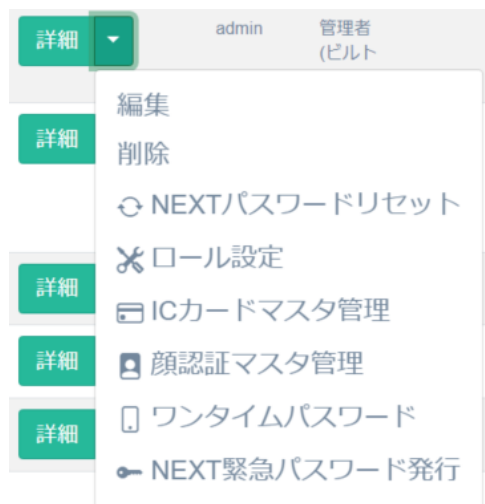 詳細 admin 管理者
(ビルト
編集
詳細
削除
NEXTパスワードリセット
ロール設定
詳細
ICカードマスタ管理
詳細
顔認証マスタ管理
ワンタイムパスワード
詳細
NEXT緊急パスワード発行